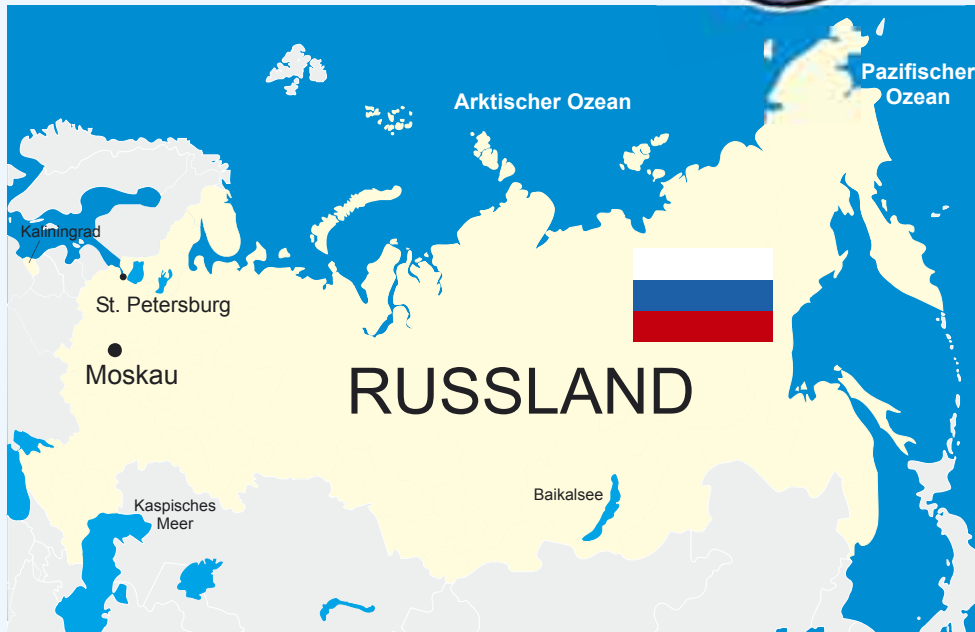 Arktischer Ozean
Pazifischer
Ozean
Kaliningrad
St. Petersburg
Moskau
RUSSLAND
Baikalsee
Kaspisches
Meer